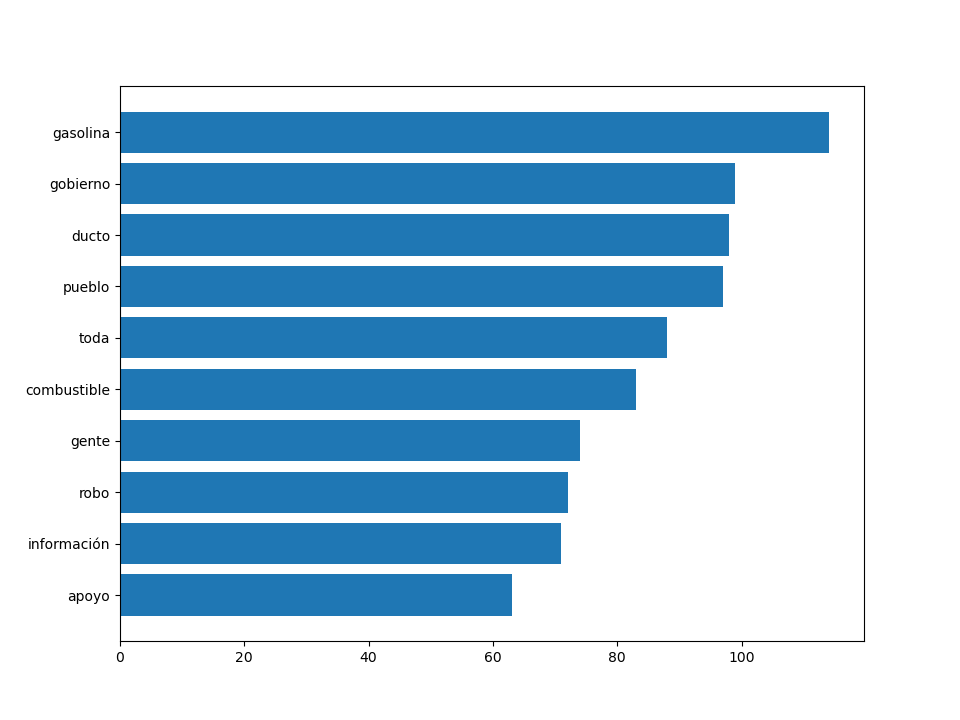 gasolina
gobierno
ducto
pueblo
toda
combustible
gente
robo
información
apoyo
0 20 40 60 80 100